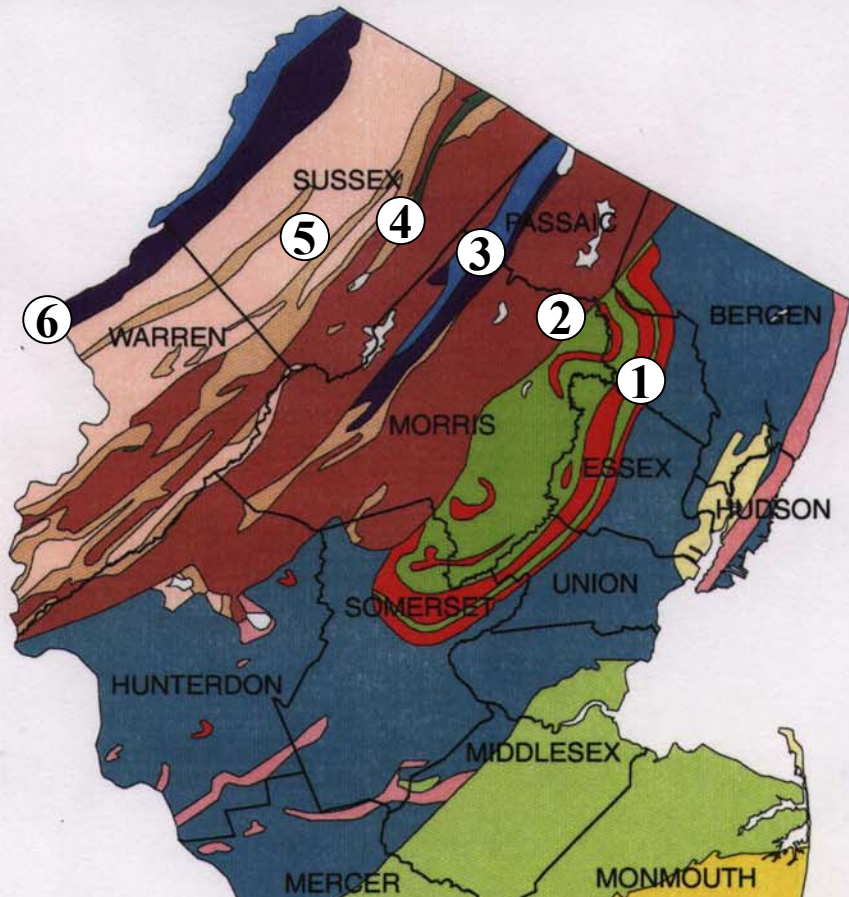 SUSSEX
4
PASSAIC
5
3
6
2
BERGEN
WARREN
1
MORRIS
ESSEX
HUDSON
UNION
SOMERSET
HUNTERDON
MIDDLESEX
MERCER
MONMOUTH